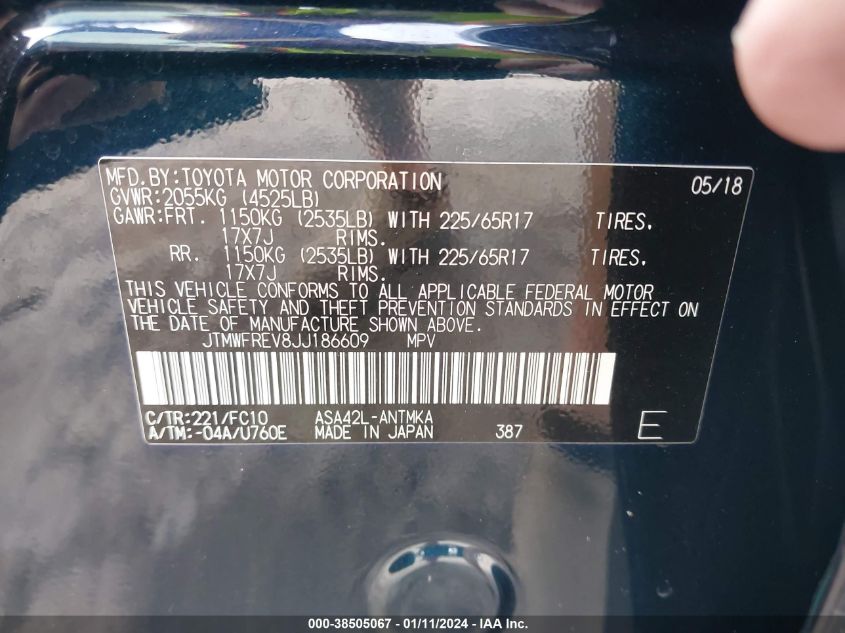 MFD. BY:TOYOTA MOTOR CORPORATION 05/18
GVWR:2055KG (4525LB)
GAWR:FRT. 1150KG (2535LB) WITH 225/65R17 TIRES,
17X7J RIMS.
RR. 1150KG (2535LB) WITH 225/65R17 TIRES,
17X7J RIMS.
THIS VEHICLE CONFORMS TO ALL APPLICABLE FEDERAL MOTOR
VEHICLE SAFETY AND THEFT PREVENTION STANDARDS IN EFFECT ON
THE DATE OF MANUFACTURE SHOWN ABOVE.
JTMWFREV8JJ186609 MPV
C/TR:221/FC10 ASA42L-ANTMKA
A/TM:-04A/U760E MADE IN JAPAN 387 E
000-38505067 - 01/11/2024 - IAA Inc.